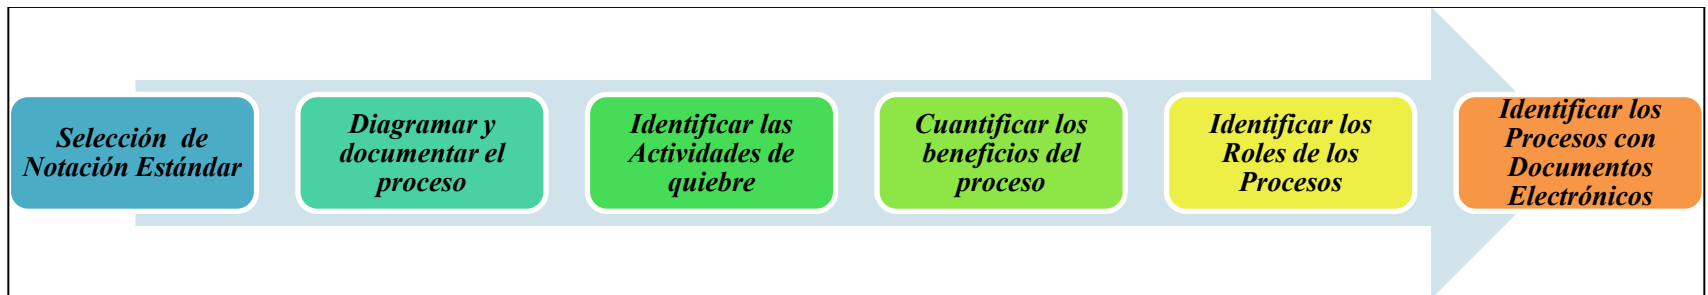 Selección de
Notación Estándar
Diagramar y
documentar el
proceso
Identificar las
Actividades de
quiebre
Cuantificar los
beneficios del
proceso
Identificar los
Roles de los
Procesos
Identificar los
Procesos con
Documentos
Electrónicos